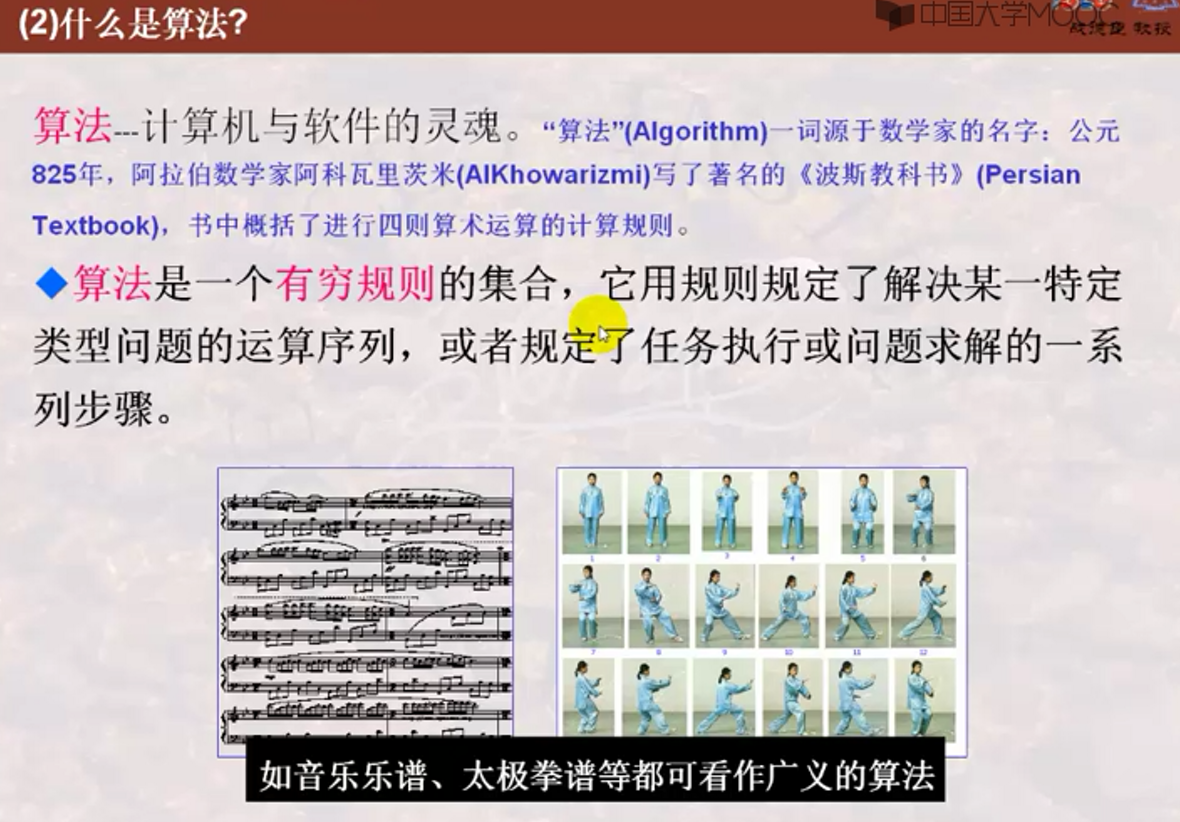 (2)什么是算法?
中国大学MOOC
战德臣 教授
算法---计算机与软件的灵魂。“算法”(Algorithm)一词源于数学家的名字：公元
825年，阿拉伯数学家阿科瓦里茨米(AlKhowarizmi)写了著名的《波斯教科书》(Persian
Textbook)，书中概括了进行四则算术运算的计算规则。
◆算法是一个有穷规则的集合，它用规则规定了解决某一特定
类型问题的运算序列，或者规定了任务执行或问题求解的一系
列步骤。
1 2 3 4 5 6
7 8 9 10 11 12
如音乐乐谱、太极拳谱等都可看作广义的算法